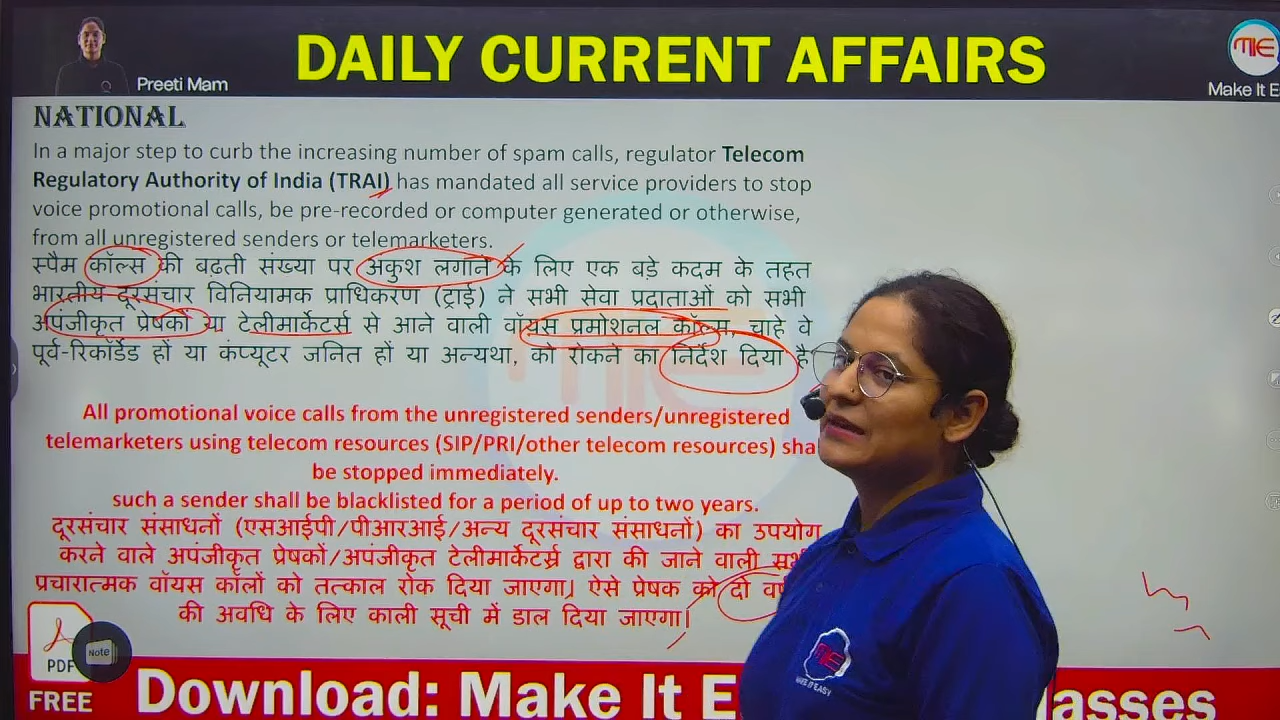 DAILY CURRENT AFFAIRS
Preeti Mam
MIE
Make It E
NATIONAL
In a major step to curb the increasing number of spam calls, regulator Telecom
Regulatory Authority of India (TRAI) has mandated all service providers to stop
voice promotional calls, be pre-recorded or computer generated or otherwise,
from all unregistered senders or telemarketers.
स्पैम कॉल्स की बढ़ती संख्या पर अंकुश लगाने के लिए एक बड़े कदम के तहत
भारतीय दूरसंचार विनियामक प्राधिकरण (ट्राई) ने सभी सेवा प्रदाताओं को सभी
अपंजीकृत प्रेषकों या टेलीमार्केटर्स से आने वाली वॉयस प्रमोशनल कॉल्स, चाहे वे
पूर्व-रिकॉर्डेड हों या कंप्यूटर जनित हों या अन्यथा, को रोकने का निर्देश दिया है
All promotional voice calls from the unregistered senders/unregistered
telemarketers using telecom resources (SIP/PRI/other telecom resources) sha
be stopped immediately.
such a sender shall be blacklisted for a period of up to two years.
दूरसंचार संसाधनों (एसआईपी/पीआरआई/अन्य दूरसंचार संसाधनों) का उपयोग
करने वाले अपंजीकृत प्रेषकों/अपंजीकृत टेलीमार्केटर्स द्वारा की जाने वाली सभी
प्रचारात्मक वॉयस कॉलों को तत्काल रोक दिया जाएगा। ऐसे प्रेषक को दो
की अवधि के लिए काली सूची में डाल दिया जाएगा।
PDF
Note
FREE
Download: Make It E lasses
MIE
MAKE IT EASY